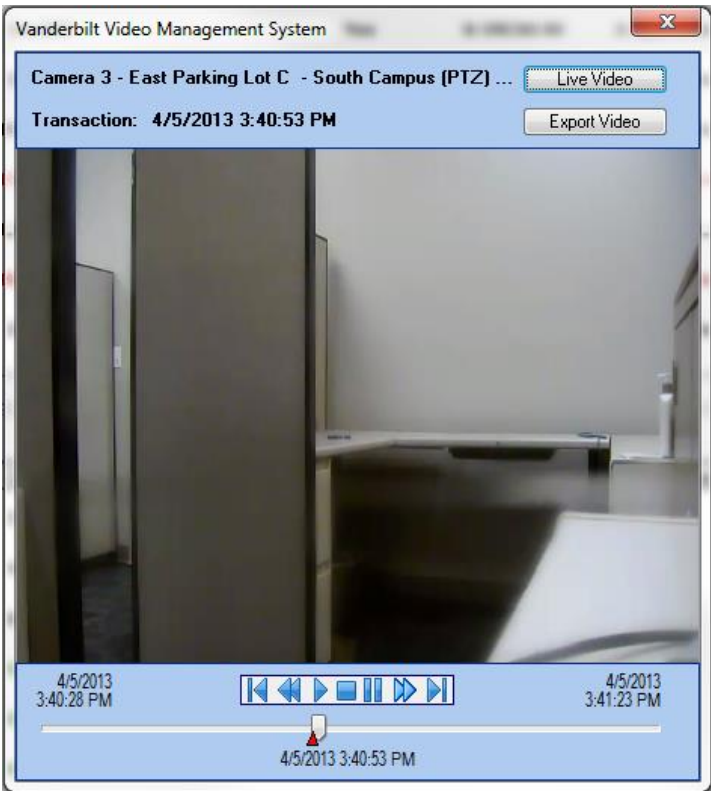 Vanderbilt Video Management System
Camera 3 - East Parking Lot C - South Campus (PTZ) ...
Live Video
Transaction: 4/5/2013 3:40:53 PM
Export Video
4/5/2013
3:40:28 PM
4/5/2013
3:41:23 PM
4/5/2013 3:40:53 PM